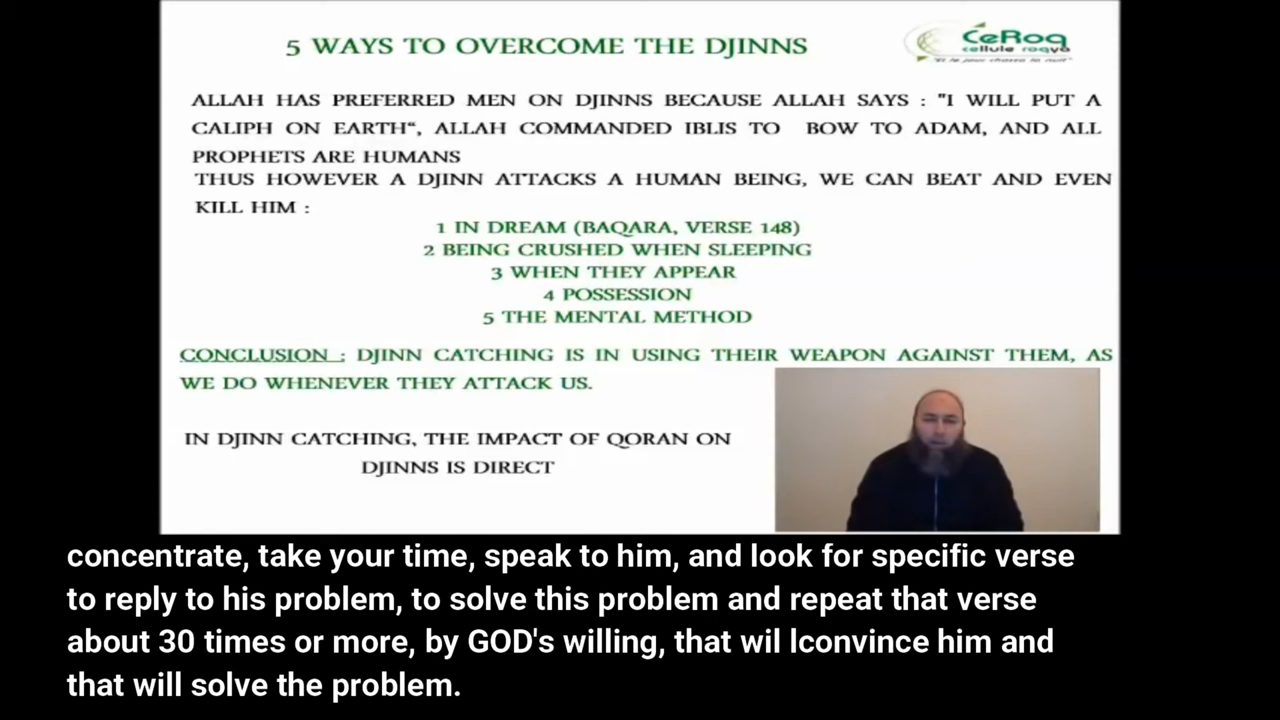 5 WAYS TO OVERCOME THE DJINNS
CeRoq
cellule roqya
"Et le jour chassa la nuit"
ALLAH HAS PREFERRED MEN ON DJINNS BECAUSE ALLAH SAYS : "I WILL PUT A
CALIPH ON EARTH“, ALLAH COMMANDED IBLIS TO BOW TO ADAM, AND ALL
PROPHETS ARE HUMANS
THUS HOWEVER A DJINN ATTACKS A HUMAN BEING, WE CAN BEAT AND EVEN
KILL HIM :
1 IN DREAM (BAQARA, VERSE 148)
2 BEING CRUSHED WHEN SLEEPING
3 WHEN THEY APPEAR
4 POSSESSION
5 THE MENTAL METHOD
CONCLUSION : DJINN CATCHING IS IN USING THEIR WEAPON AGAINST THEM, AS
WE DO WHENEVER THEY ATTACK US.
IN DJINN CATCHING, THE IMPACT OF QORAN ON
DJINNS IS DIRECT
concentrate, take your time, speak to him, and look for specific verse
to reply to his problem, to solve this problem and repeat that verse
about 30 times or more, by GOD's willing, that wil lconvince him and
that will solve the problem.